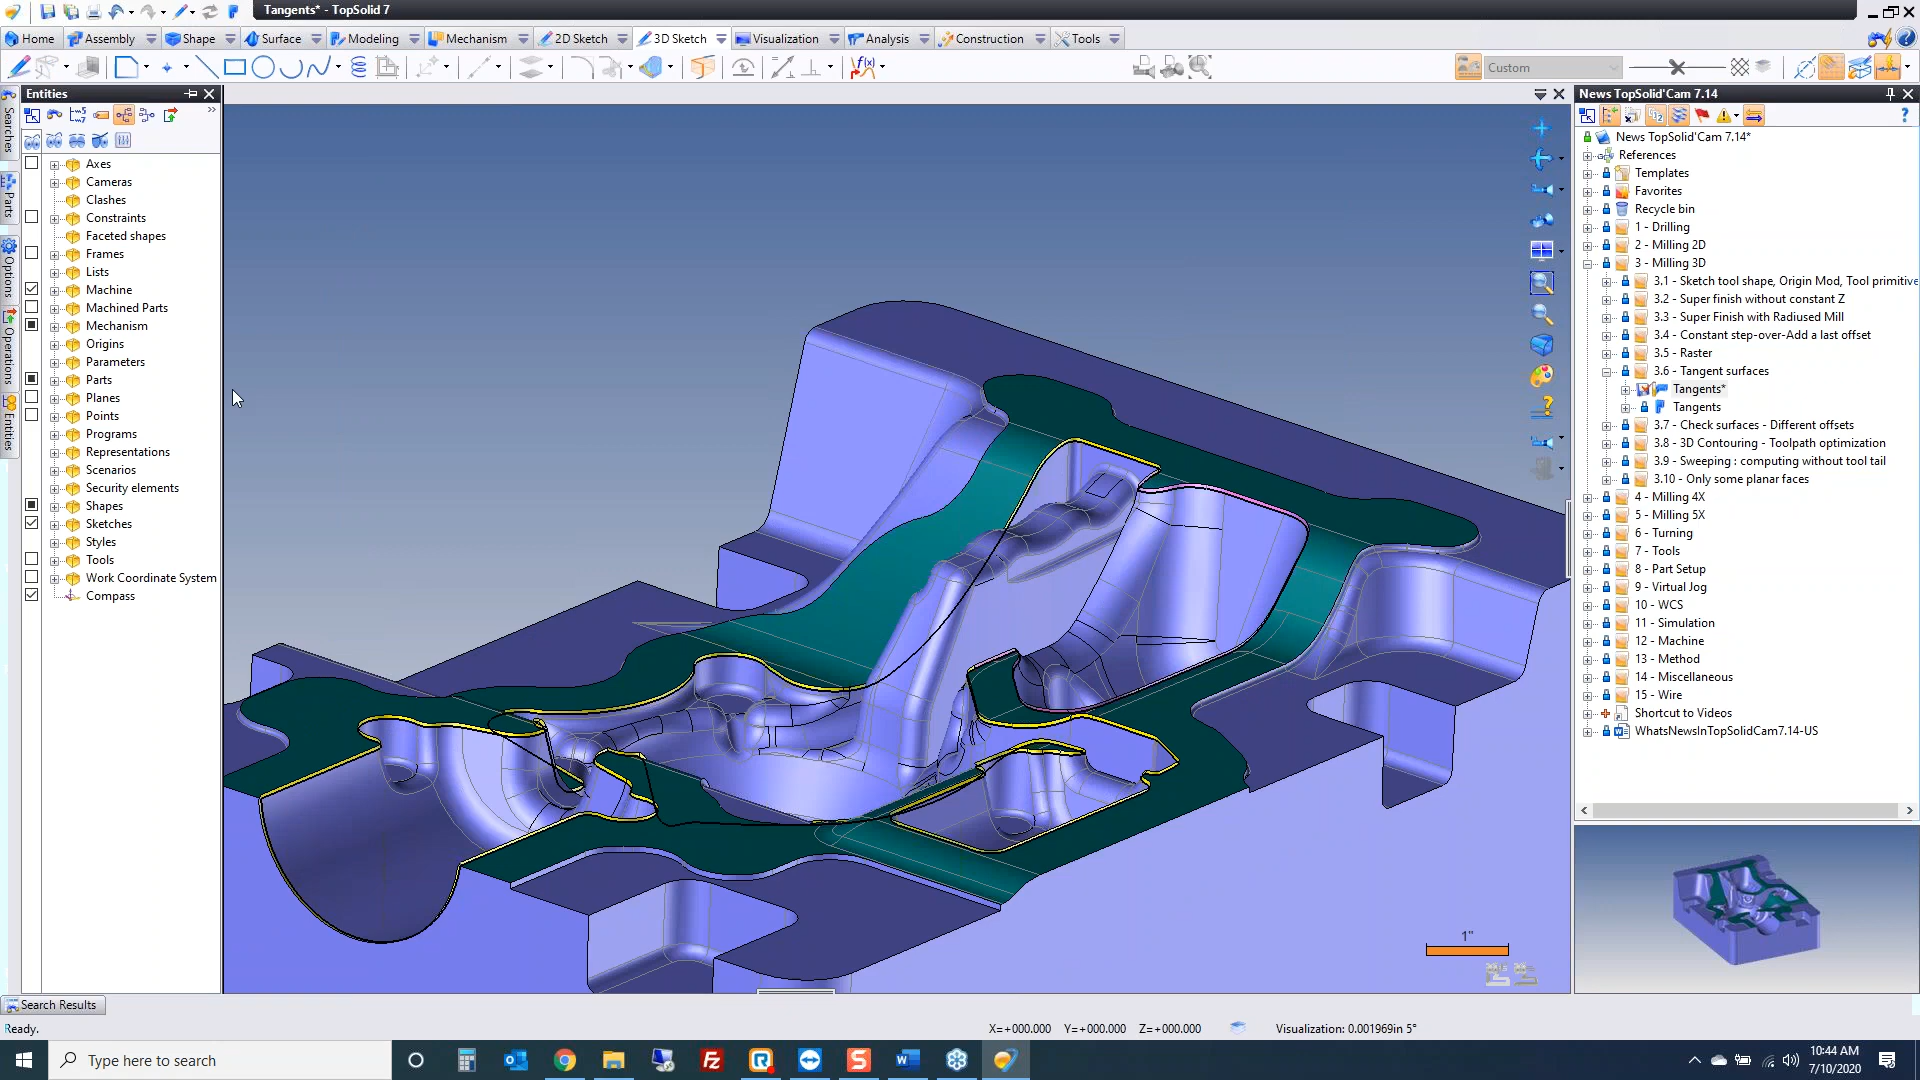 Tangents* - TopSolid 7
Home
Assembly
Shape
Surface
Modeling
Mechanism
2D Sketch
3D Sketch
Visualization
Analysis
Construction
Tools
Custom
Entities
Axes
Cameras
Clashes
Constraints
Faceted shapes
Frames
Lists
Machine
Machined Parts
Mechanism
Origins
Parameters
Parts
Planes
Points
Programs
Representations
Scenarios
Security elements
Shapes
Sketches
Styles
Tools
Work Coordinate System
Compass
Searches
Parts
Options
Operations
Entities
1"
News TopSolid'Cam 7.14
News TopSolid'Cam 7.14*
References
Templates
Favorites
Recycle bin
1 - Drilling
2 - Milling 2D
3 - Milling 3D
3.1 - Sketch tool shape, Origin Mod, Tool primitive
3.2 - Super finish without constant Z
3.3 - Super Finish with Radiused Mill
3.4 - Constant step-over-Add a last offset
3.5 - Raster
3.6 - Tangent surfaces
Tangents*
Tangents
3.7 - Check surfaces - Different offsets
3.8 - 3D Contouring - Toolpath optimization
3.9 - Sweeping : computing without tool tail
3.10 - Only some planar faces
4 - Milling 4X
5 - Milling 5X
6 - Turning
7 - Tools
8 - Part Setup
9 - Virtual Jog
10 - WCS
11 - Simulation
12 - Machine
13 - Method
14 - Miscellaneous
15 - Wire
Shortcut to Videos
WhatsNewInTopSolidCam7.14-US
Search Results
Ready.
X=+000.000 Y=+000.000 Z=+000.000
Visualization: 0.001969in 5°
Type here to search
10:44 AM
7/10/2020